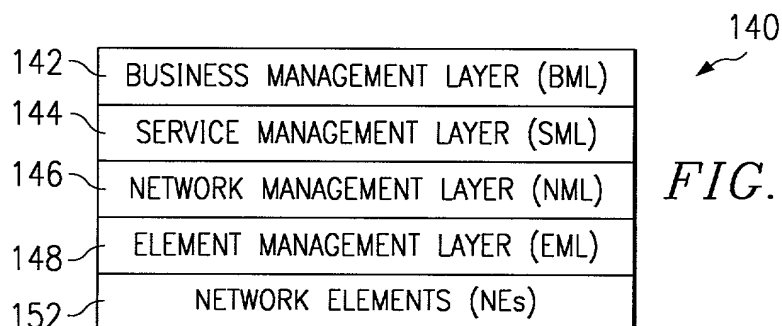 140
142 BUSINESS MANAGEMENT LAYER (BML)
144 SERVICE MANAGEMENT LAYER (SML)
146 NETWORK MANAGEMENT LAYER (NML)
FIG.
148 ELEMENT MANAGEMENT LAYER (EML)
152 NETWORK ELEMENTS (NEs)